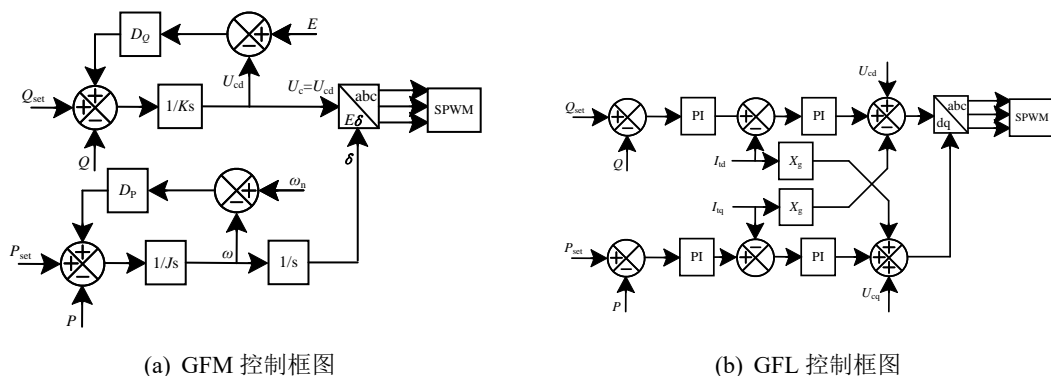 D_Q
E
U_cd
Q_set
1/Ks
U_c=U_cd
abc
Eδ
SPWM
Q
δ
D_P
ω_n
P_set
1/Js
ω
1/s
P
(a) GFM 控制框图
U_cd
Q_set
PI
PI
abc
dq
SPWM
Q
I_td
X_g
I_tq
X_g
P_set
PI
PI
P
U_cq
(b) GFL 控制框图